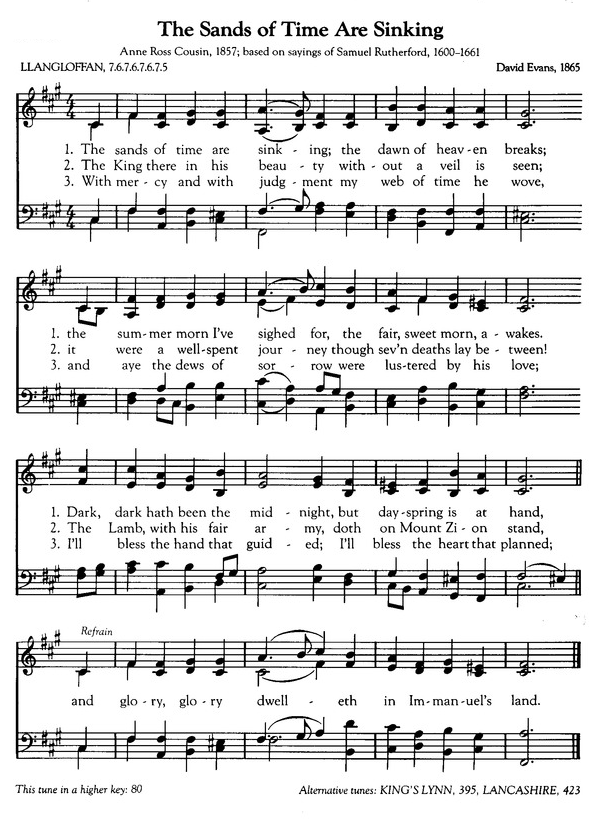 The Sands of Time Are Sinking
Anne Ross Cousin, 1857; based on sayings of Samuel Rutherford, 1600–1661
LLANGLOFFAN, 7.6.7.6.7.6.7.5
David Evans, 1865
1. The sands of time are sink - ing; the dawn of heav - en breaks;
2. The King there in his beau - ty with - out a veil is seen;
3. With mer - cy and with judg - ment my web of time he wove,
1. the sum - mer morn I've sighed for, the fair, sweet morn, a - wakes.
2. it were a well-spent jour - ney though sev'n deaths lay be - tween!
3. and aye the dews of sor - row were lus - tered by his love;
1. Dark, dark hath been the mid - night, but day - spring is at hand,
2. The Lamb, with his fair ar - my, doth on Mount Zi - on stand,
3. I'll bless the hand that guid - ed; I'll bless the heart that planned;
Refrain
and glo - ry, glo - ry dwell - eth in Im - man - uel's land.
This tune in a higher key: 80
Alternative tunes: KING'S LYNN, 395, LANCASHIRE, 423